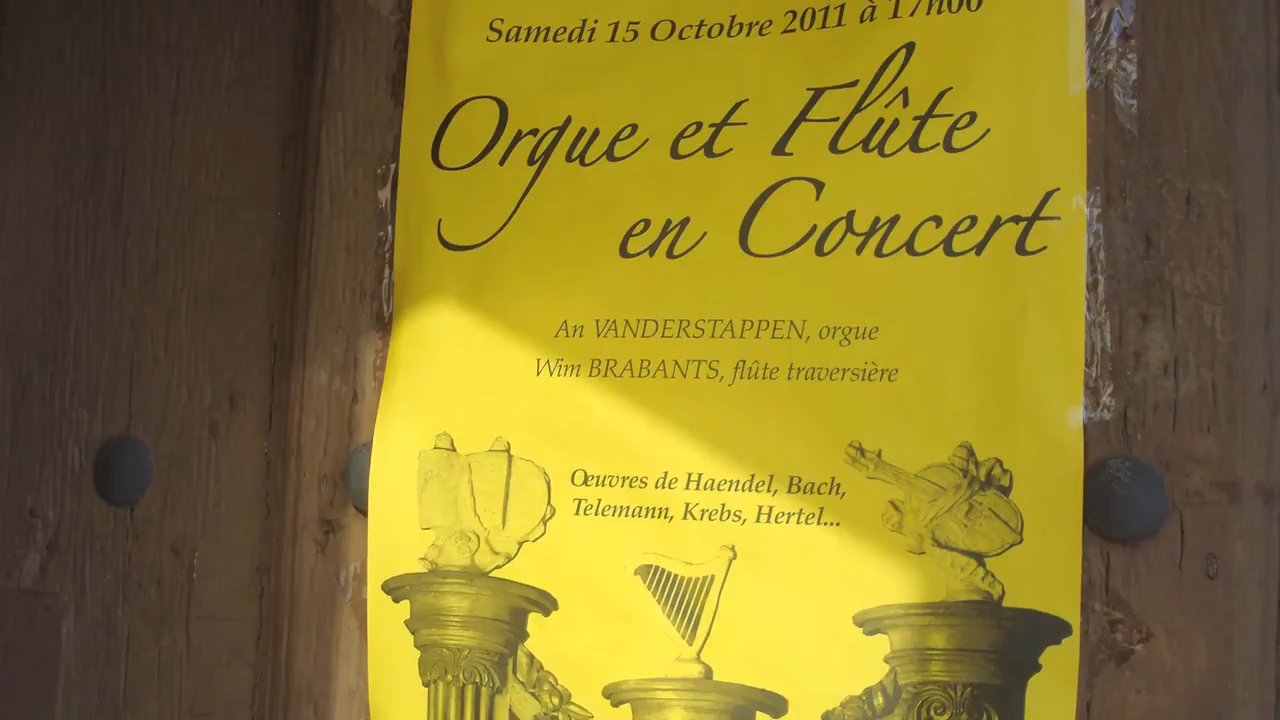 Samedi 15 Octobre 2011 à 17h00
Orgue et Flûte
en Concert
An VANDERSTAPPEN, orgue
Wim BRABANTS, flûte traversière
Œuvres de Haendel, Bach,
Telemann, Krebs, Hertel...